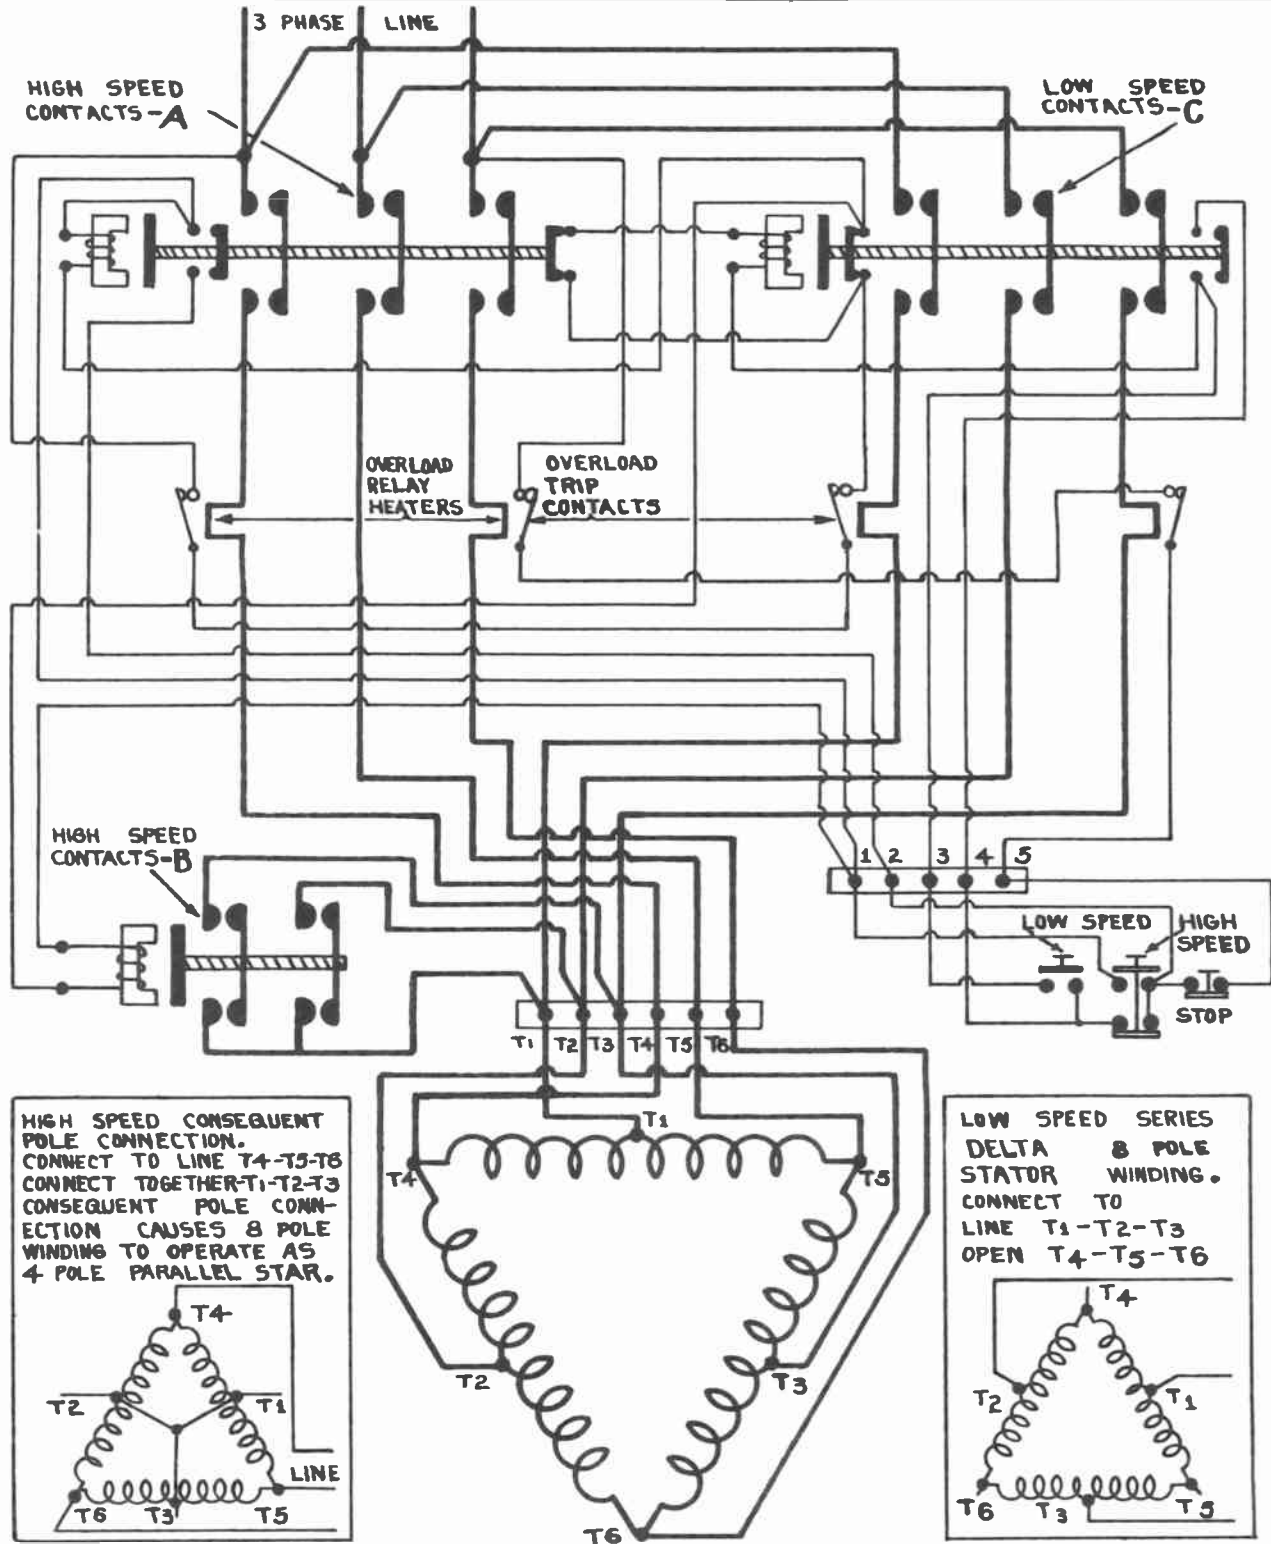 3 PHASE LINE
HIGH SPEED
CONTACTS-A
LOW SPEED
CONTACTS-C
OVERLOAD
RELAY
HEATERS
OVERLOAD
TRIP
CONTACTS
HIGH SPEED
CONTACTS-B
1 2 3 4 5
LOW SPEED
HIGH
SPEED
STOP
T1 T2 T3 T4 T5 T6
T1
T4
T5
T2
T3
T6
HIGH SPEED CONSEQUENT
POLE CONNECTION.
CONNECT TO LINE T4-T5-T6
CONNECT TOGETHER-T1-T2-T3
CONSEQUENT POLE CONN-
ECTION CAUSES 8 POLE
WINDING TO OPERATE AS
4 POLE PARALLEL STAR.
T4
T2
T1
LINE
T6
T3
T5
LOW SPEED SERIES
DELTA 8 POLE
STATOR WINDING.
CONNECT TO
LINE T1-T2-T3
OPEN T4-T5-T6
T4
T2
T1
T6
T3
T5